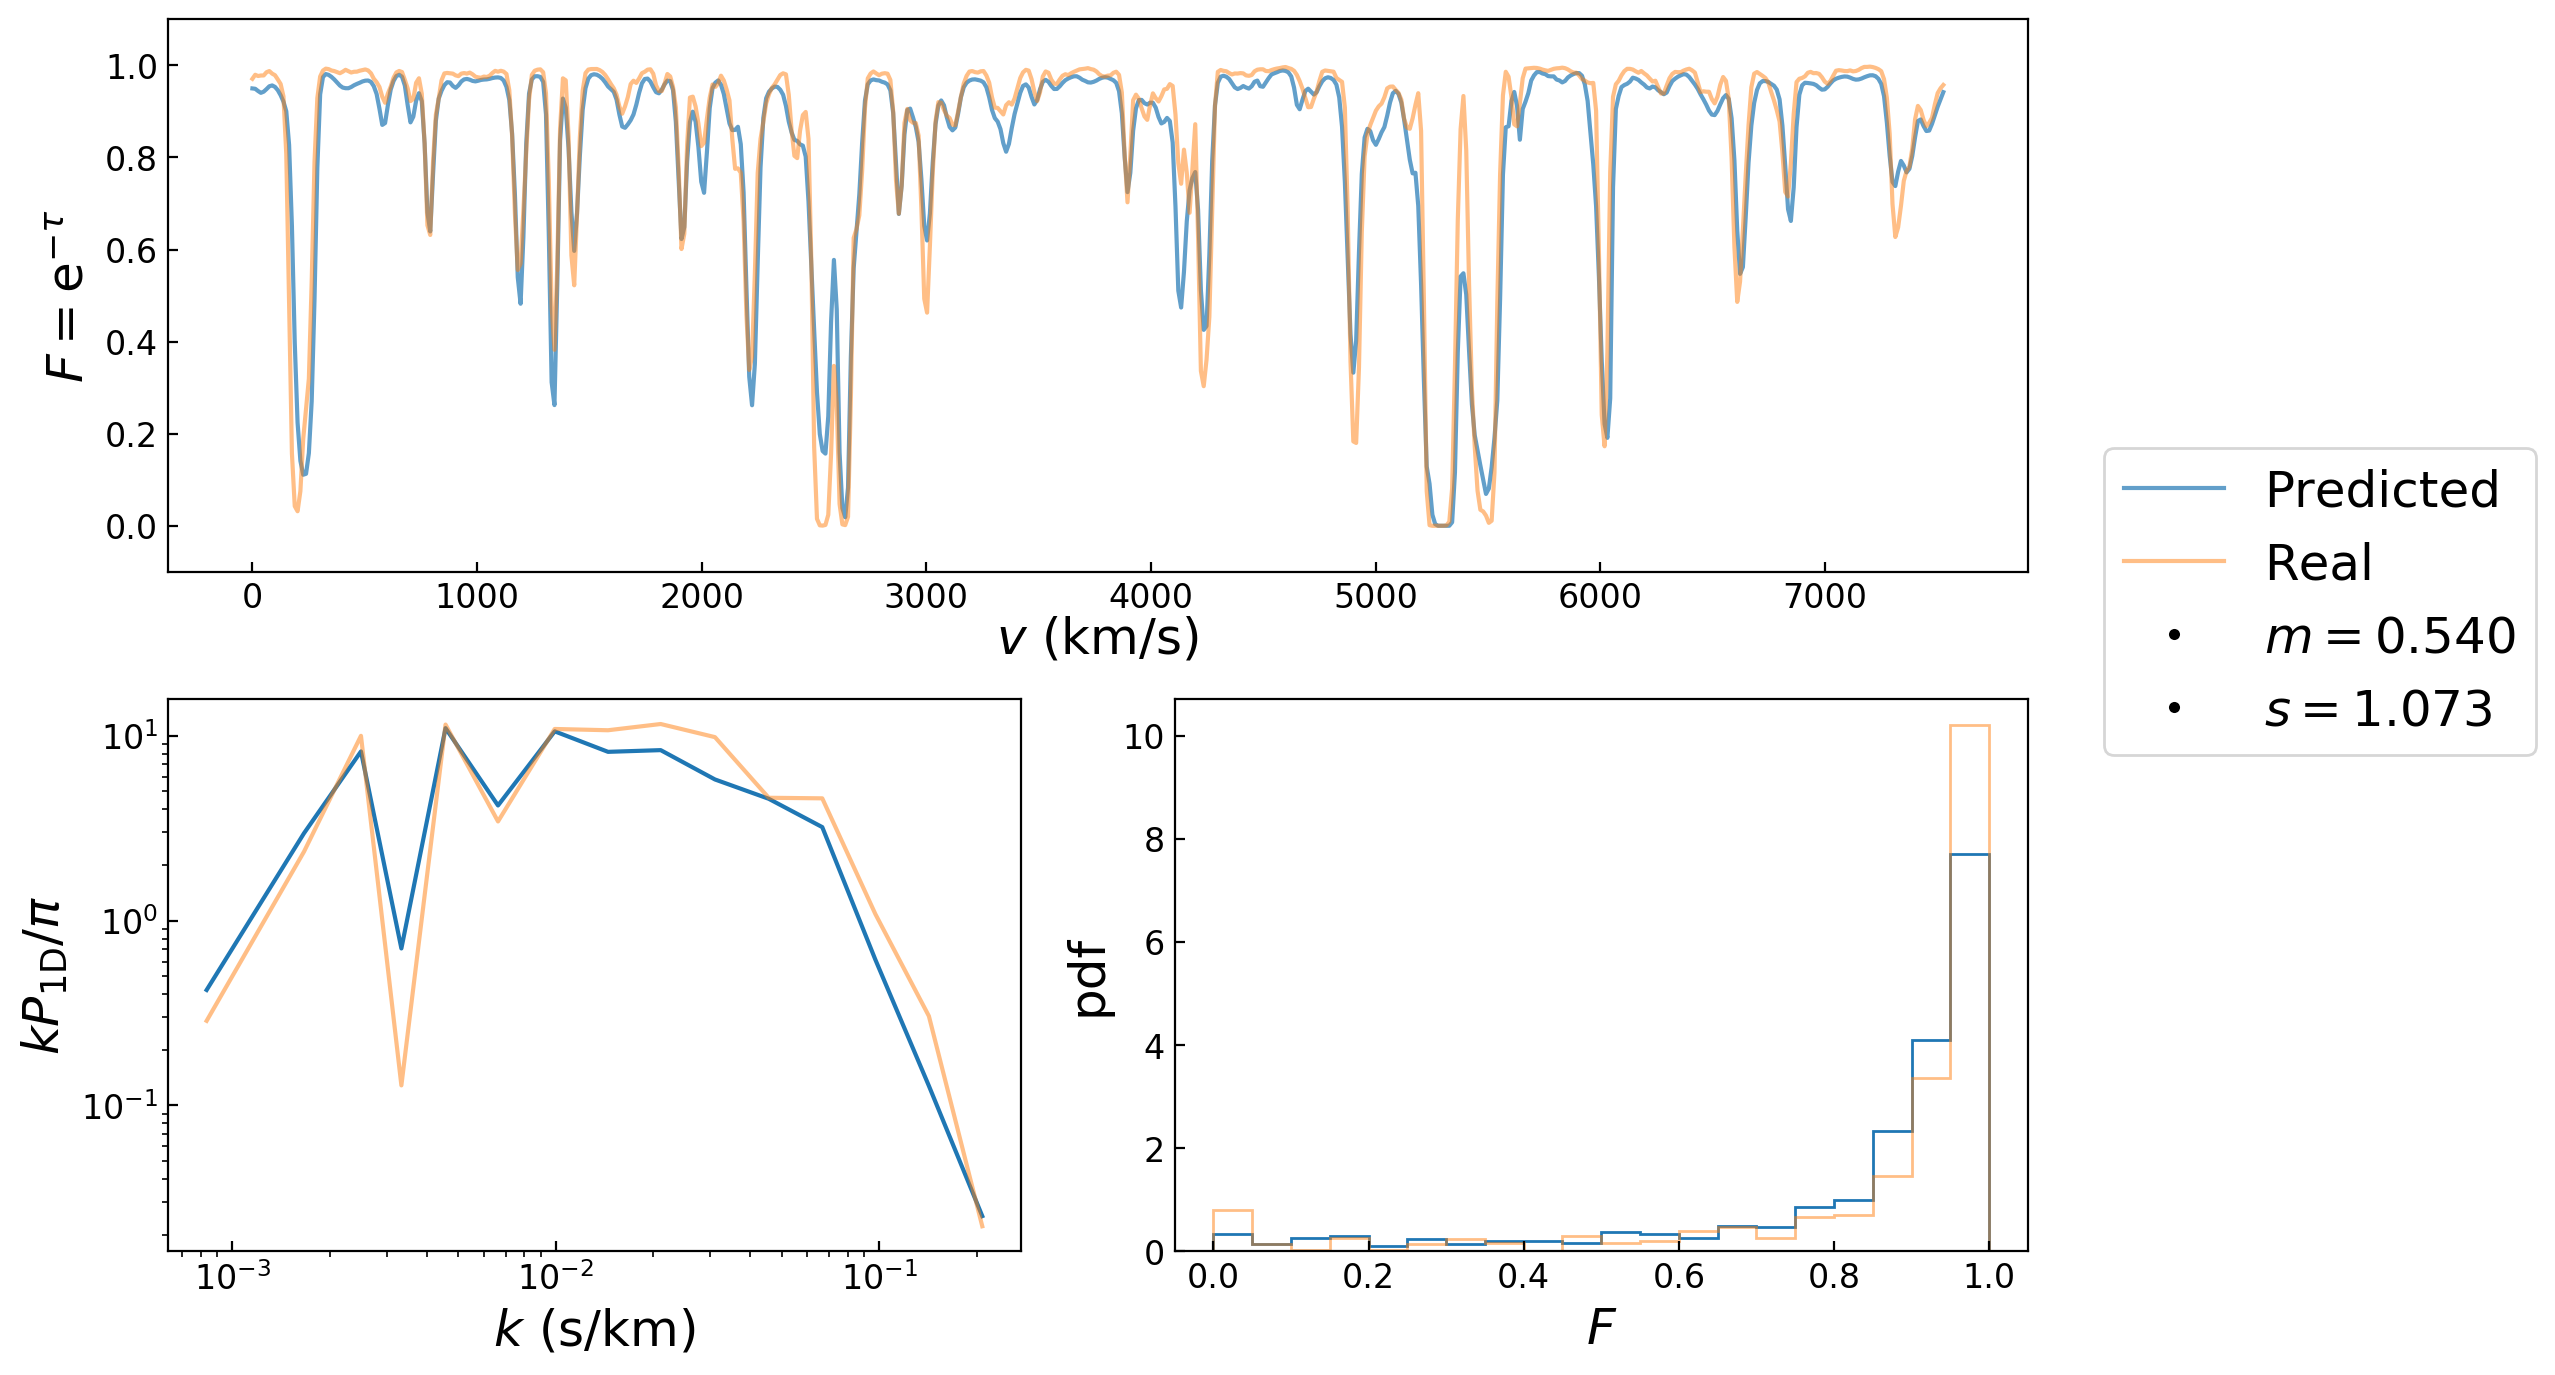 1.0
0.8
0.6
0.4
0.2
0.0
F = e^{−τ}
0 1000 2000 3000 4000 5000 6000 7000
v (km/s)
Predicted
Real
m = 0.540
s = 1.073
10^1
10^0
10^{−1}
kP_{1D}/π
10^{−3} 10^{−2} 10^{−1}
k (s/km)
10
8
6
4
2
0
pdf
0.0 0.2 0.4 0.6 0.8 1.0
F